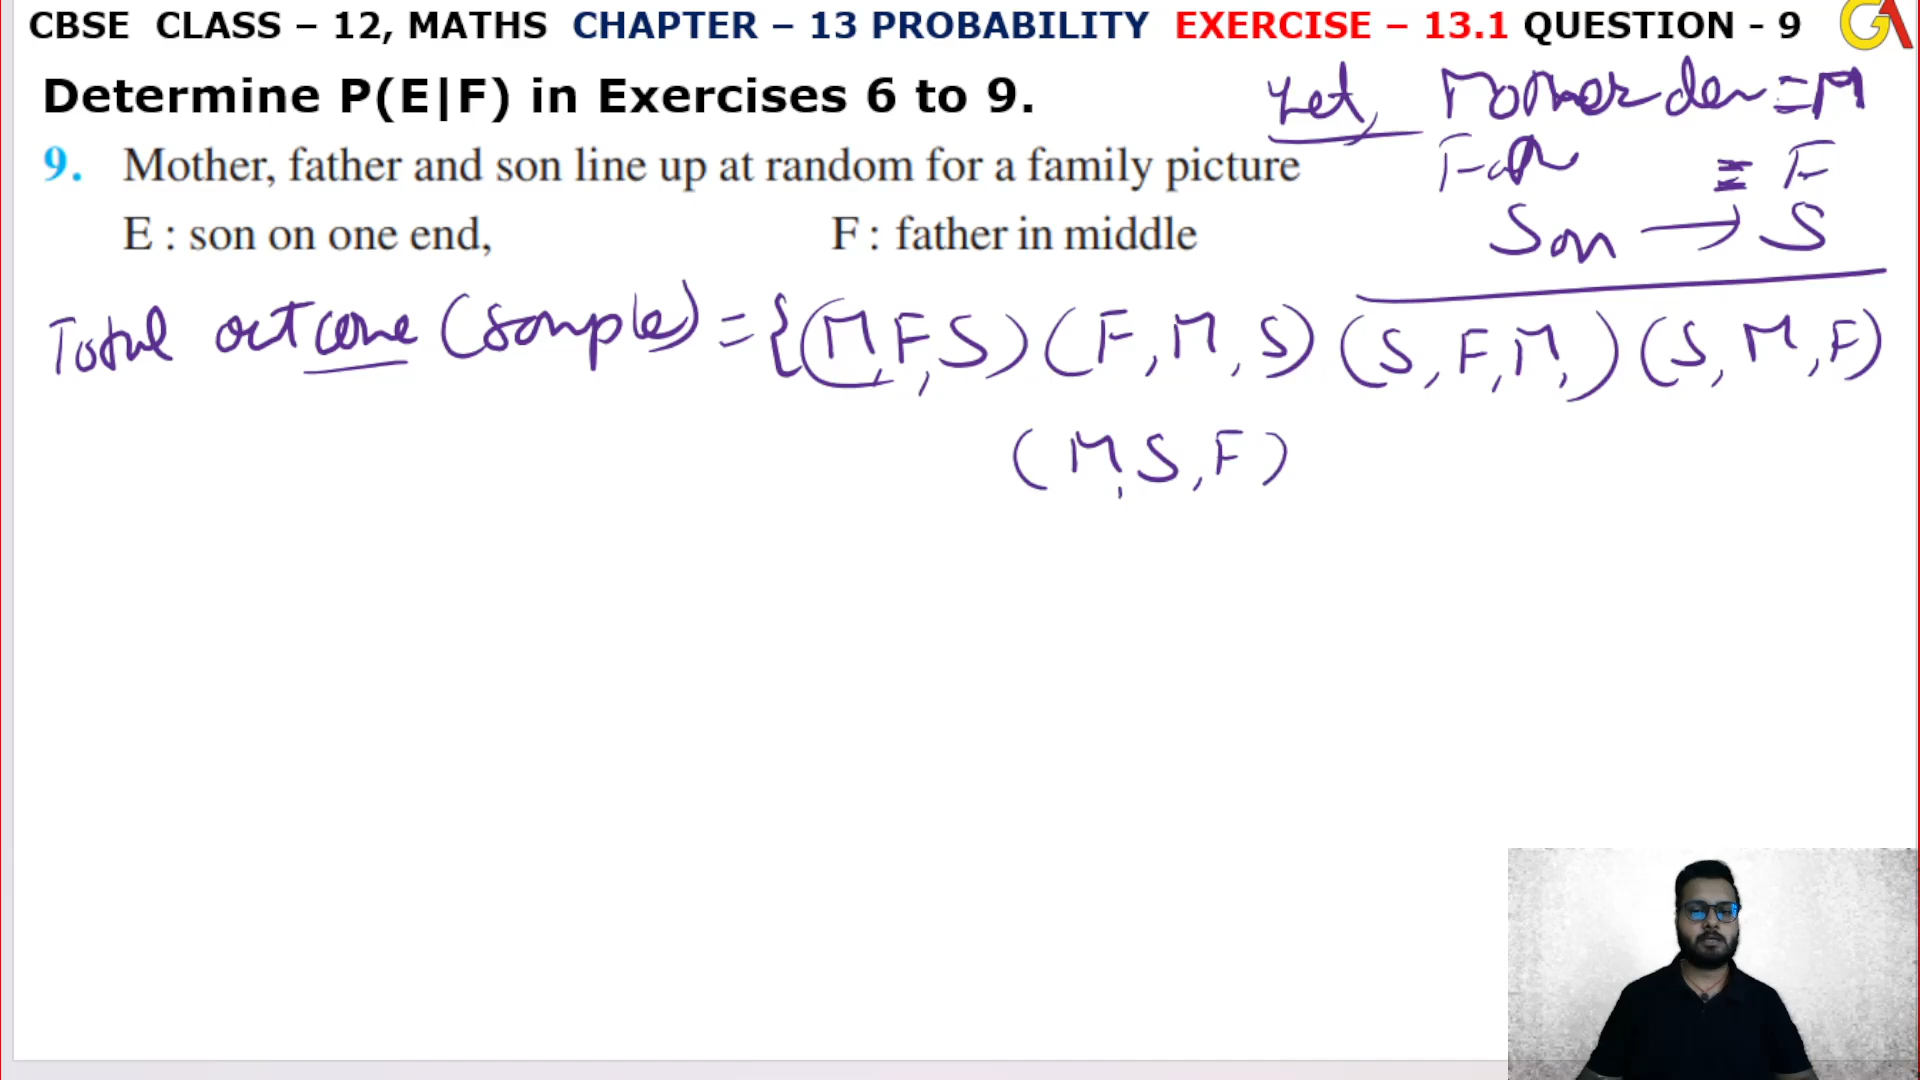 CBSE CLASS – 12, MATHS CHAPTER – 13 PROBABILITY EXERCISE – 13.1 QUESTION - 9
GA
Determine P(E|F) in Exercises 6 to 9.
Let, Mother = M
= F
Son → S
9. Mother, father and son line up at random for a family picture
E : son on one end, F : father in middle
Total outcome (sample) = {(M,F,S) (F,M,S) (S,F,M,) (S,M,F)
(M,S,F)